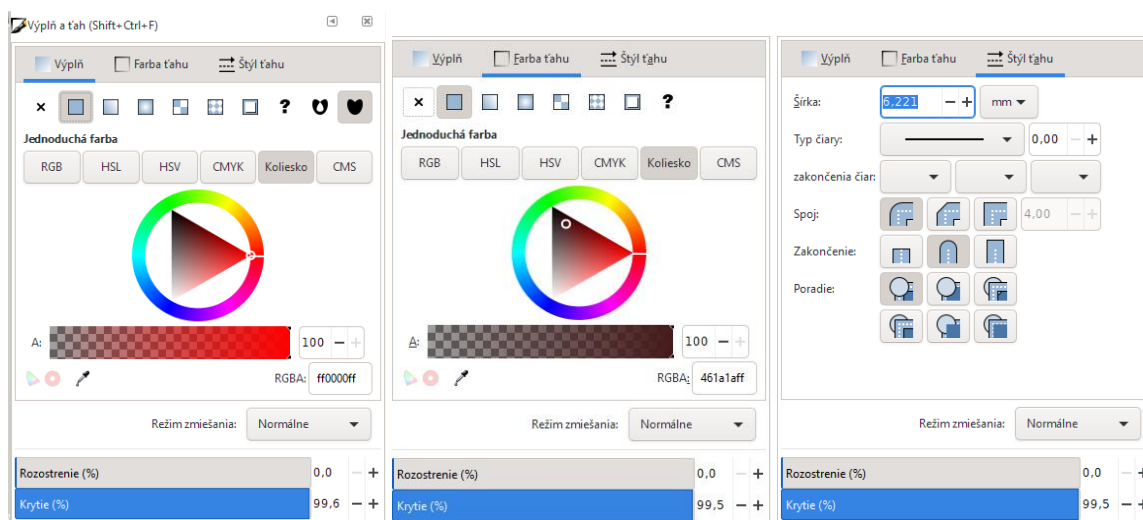 Výplň a ťah (Shift+Ctrl+F)
Výplň Farba ťahu Štýl ťahu
?
Jednoduchá farba
RGB HSL HSV CMYK Koliesko CMS
A: 100 − +
RGBA: ff0000ff
Režim zmiešania: Normálne
Rozostrenie (%) 0,0 − +
Krytie (%) 99,6 − +
Výplň Farba ťahu Štýl ťahu
?
Jednoduchá farba
RGB HSL HSV CMYK Koliesko CMS
A: 100 − +
RGBA: 461a1aff
Režim zmiešania: Normálne
Rozostrenie (%) 0,0 − +
Krytie (%) 99,5 − +
Výplň Farba ťahu Štýl ťahu
Šírka: 6.221 − + mm
Typ čiary: 0,00 − +
zakončenia čiar:
Spoj: 4,00 − +
Zakončenie:
Poradie:
Režim zmiešania: Normálne
Rozostrenie (%) 0,0 − +
Krytie (%) 99,5 − +